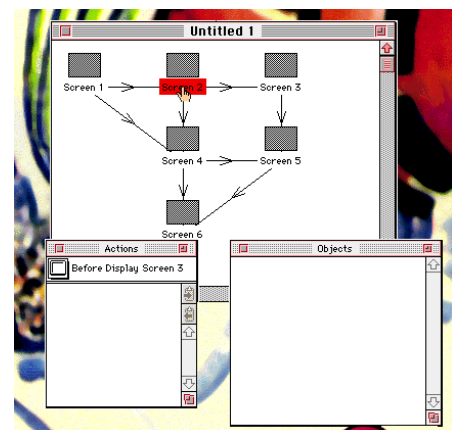 Untitled 1
Screen 1
Screen 2
Screen 3
Screen 4
Screen 5
Screen 6
Actions
Before Display Screen 3
Objects